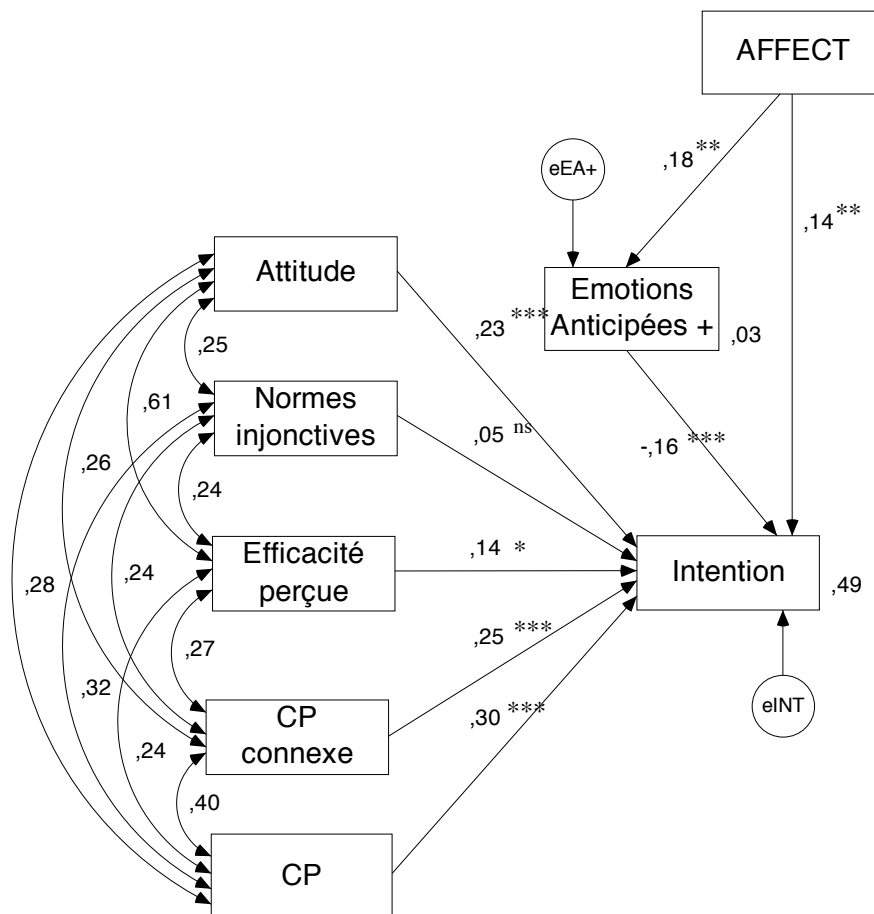 AFFECT
,18 **
eEA+
,14 **
Attitude
Emotions
Anticipées +
,23 ***
,03
,25
Normes
injonctives
,61
,05 ns
-,16 ***
,26
,24
Efficacité
perçue
,14 *
Intention
,49
,28
,24
,25 ***
,27
,32
CP
connexe
,30 ***
eINT
,24
,40
CP